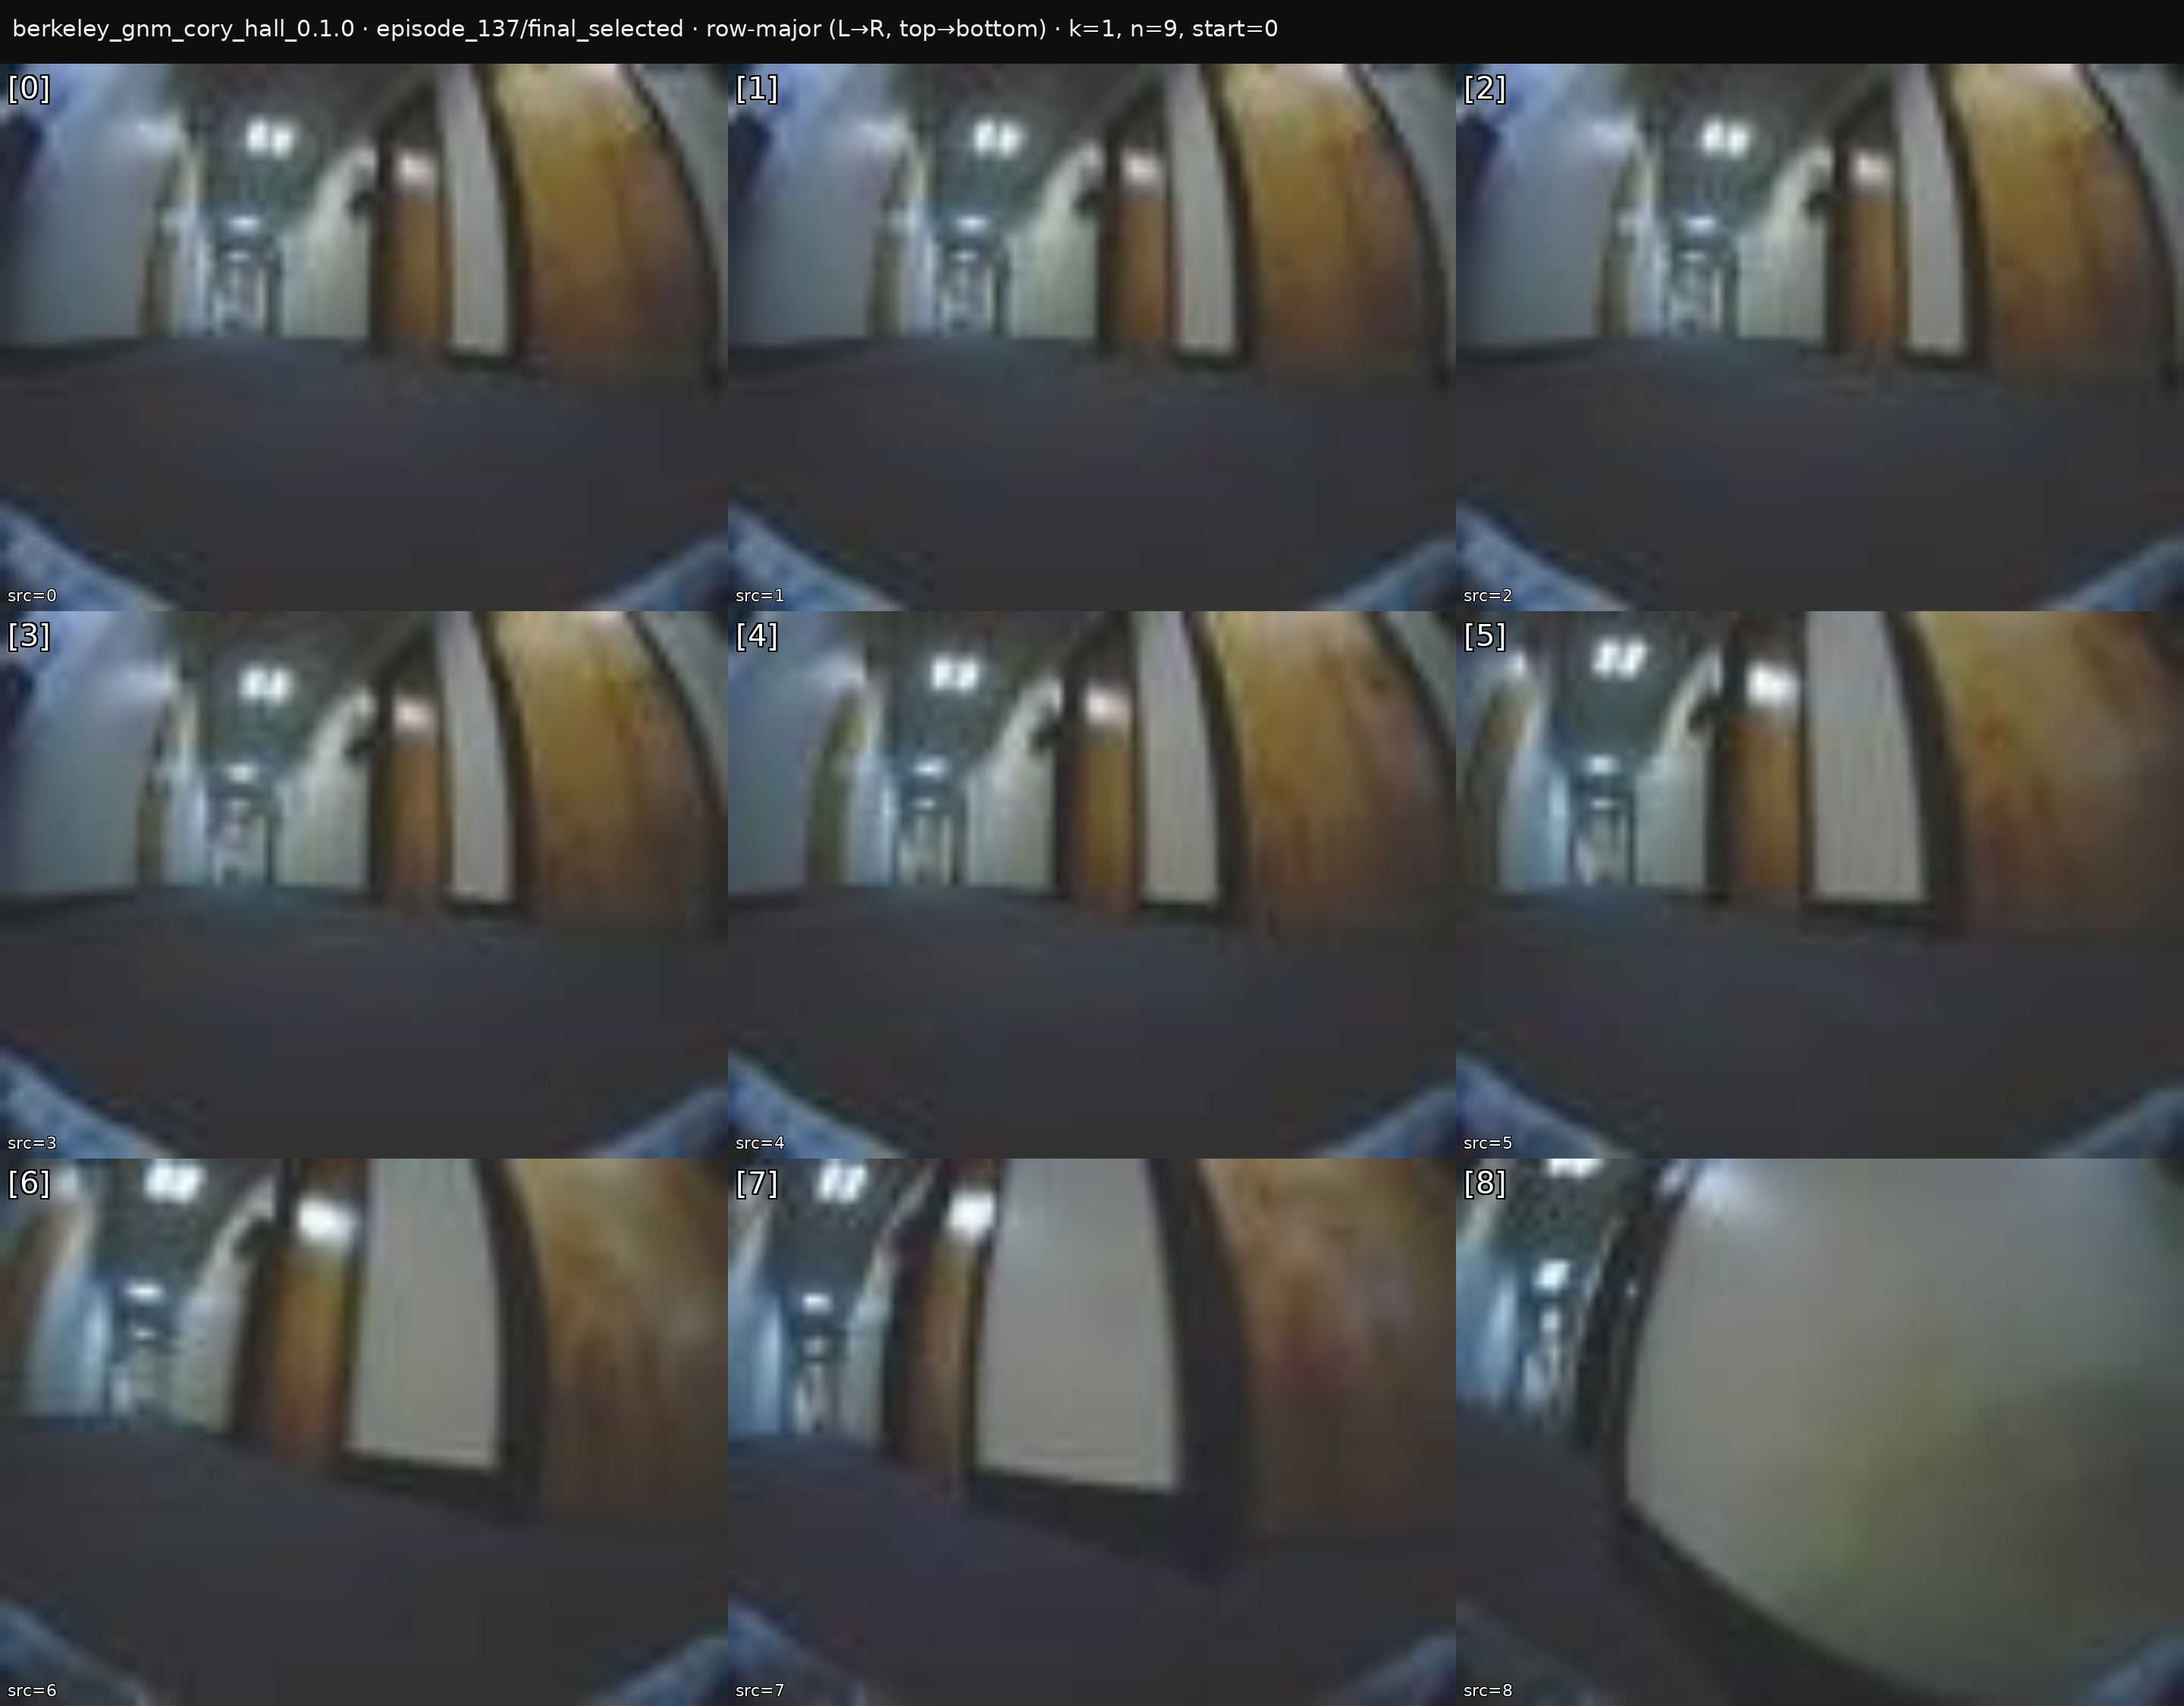 berkeley_gnm_cory_hall_0.1.0 · episode_137/final_selected · row-major (L→R, top→bottom) · k=1, n=9, start=0
[0]
[1]
[2]
src=0
src=1
src=2
[3]
[4]
[5]
src=3
src=4
src=5
[6]
[7]
[8]
src=6
src=7
src=8